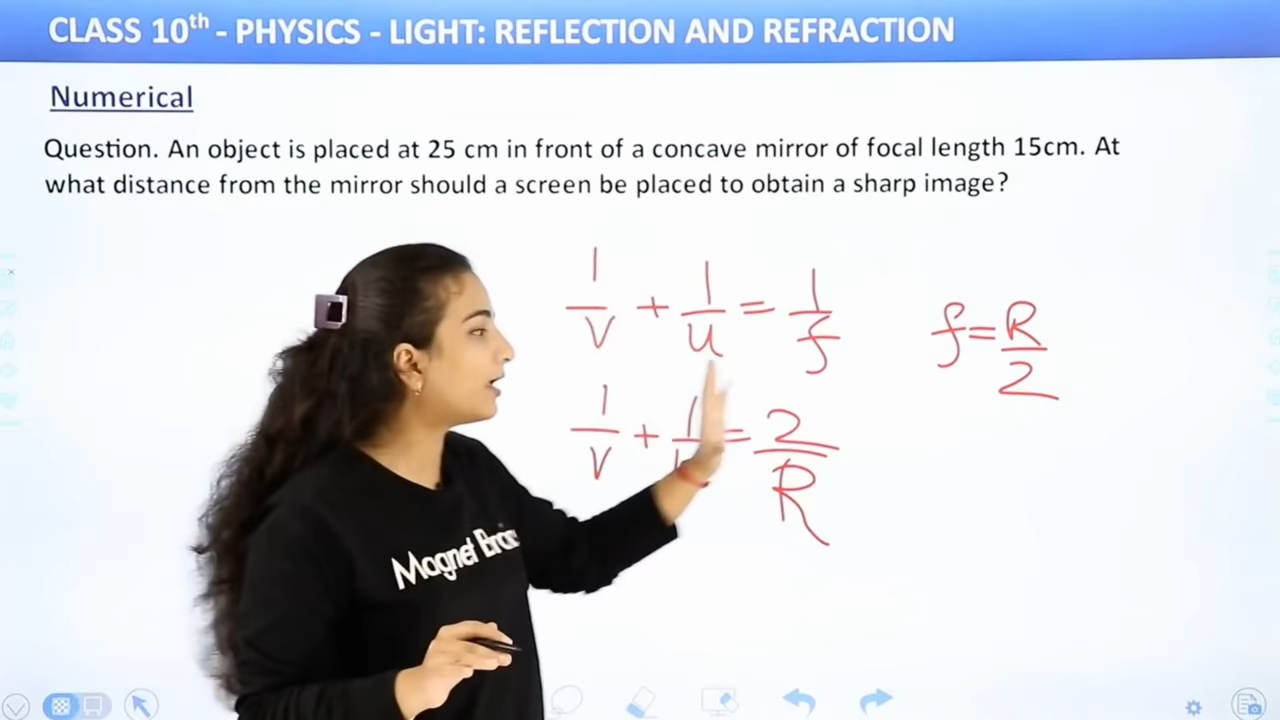 CLASS 10th - PHYSICS - LIGHT: REFLECTION AND REFRACTION
Numerical
Question. An object is placed at 25 cm in front of a concave mirror of focal length 15cm. At
what distance from the mirror should a screen be placed to obtain a sharp image?
1/v + 1/u = 1/f
f = R/2
1/v + 1/ = 2/R
Magnet